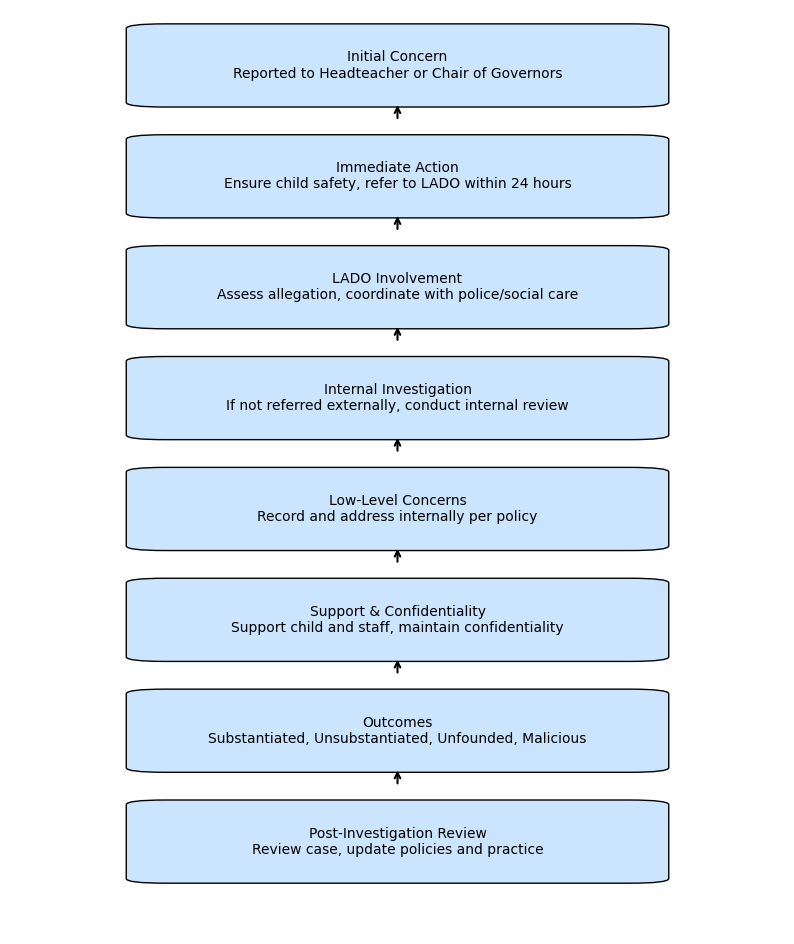 Initial Concern
Reported to Headteacher or Chair of Governors
Immediate Action
Ensure child safety, refer to LADO within 24 hours
LADO Involvement
Assess allegation, coordinate with police/social care
Internal Investigation
If not referred externally, conduct internal review
Low-Level Concerns
Record and address internally per policy
Support & Confidentiality
Support child and staff, maintain confidentiality
Outcomes
Substantiated, Unsubstantiated, Unfounded, Malicious
Post-Investigation Review
Review case, update policies and practice